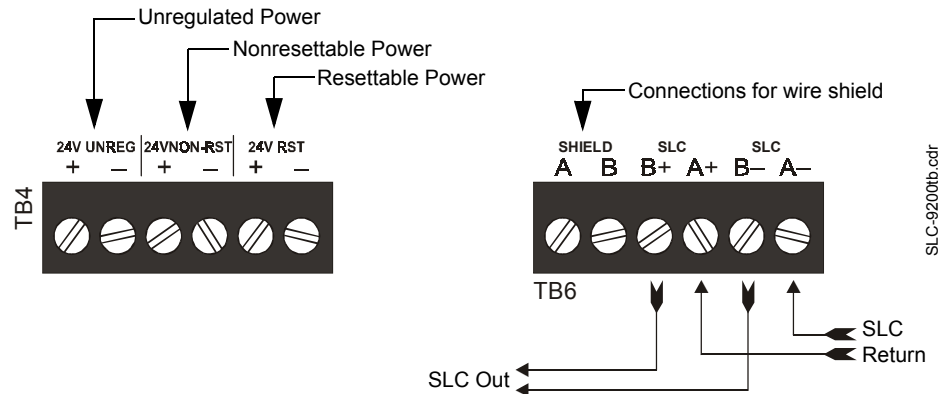 Unregulated Power
Nonresettable Power
Resettable Power
24V UNREG 24VNON-RST 24V RST
+ – + – + –
TB4
Connections for wire shield
SHIELD SLC SLC
A B B+ A+ B– A–
TB6
SLC Out
SLC
Return
SLC-9200tb.cdr